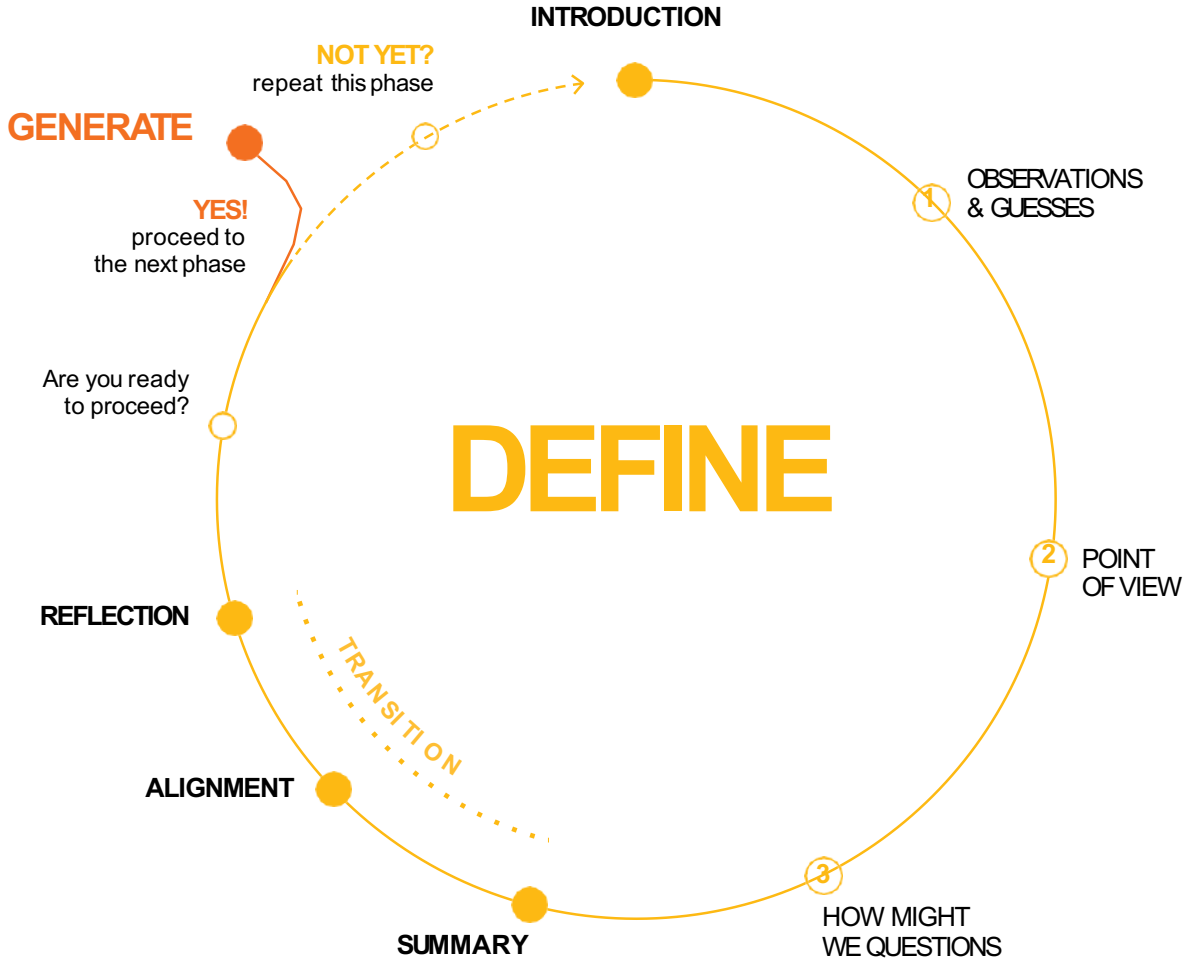 INTRODUCTION
NOT YET?
repeat this phase
GENERATE
YES!
proceed to
the next phase
1
OBSERVATIONS
& GUESSES
Are you ready
to proceed?
DEFINE
2
POINT
OF VIEW
REFLECTION
TRANSITION
ALIGNMENT
3
HOW MIGHT
WE QUESTIONS
SUMMARY